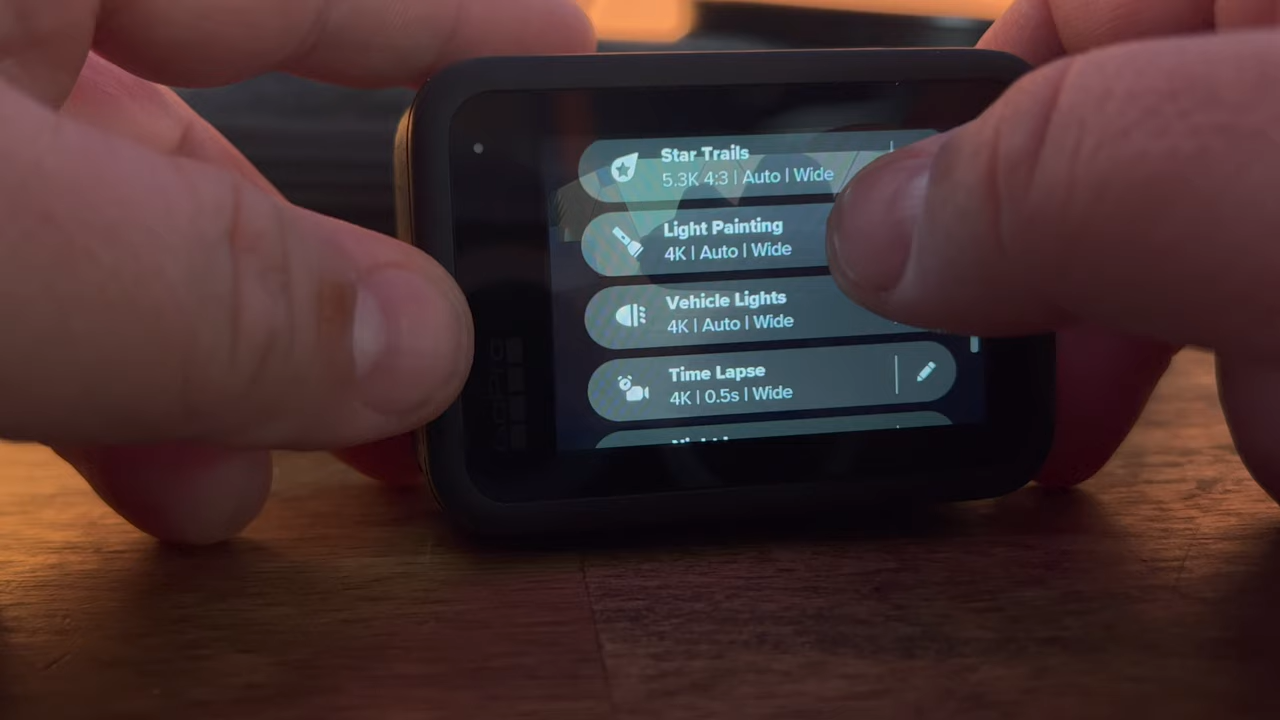 Star Trails
5.3K 4:3 | Auto | Wide
Light Painting
4K | Auto | Wide
Vehicle Lights
4K | Auto | Wide
Time Lapse
4K | 0.5s | Wide